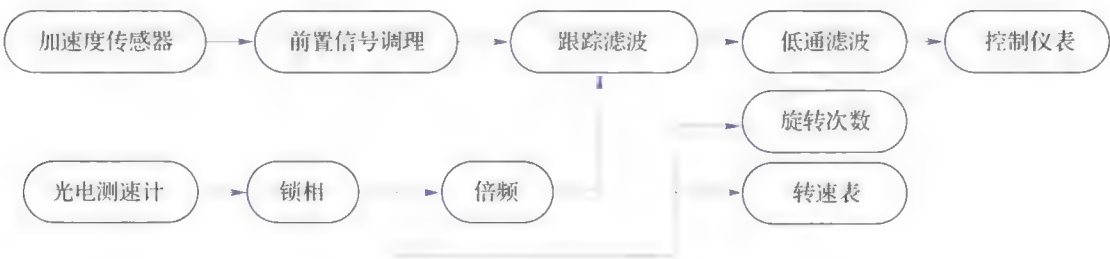 加速度传感器
前置信号调理
跟踪滤波
低通滤波
控制仪表
旋转次数
光电测速计
锁相
倍频
转速表